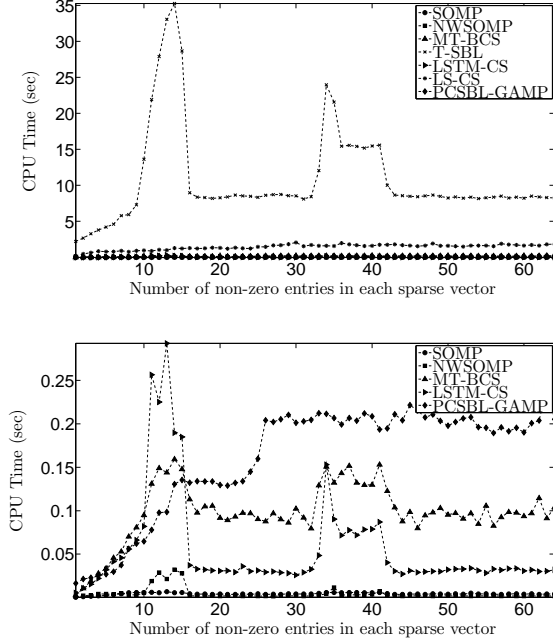 35
30
25
20
15
10
5
CPU Time (sec)
SOMP
NWSOMP
MT-BCS
T-SBL
LSTM-CS
LS-CS
PCSBL-GAMP
10 20 30 40 50 60
Number of non-zero entries in each sparse vector
0.25
0.2
0.15
0.1
0.05
CPU Time (sec)
SOMP
NWSOMP
MT-BCS
LSTM-CS
PCSBL-GAMP
10 20 30 40 50 60
Number of non-zero entries in each sparse vector